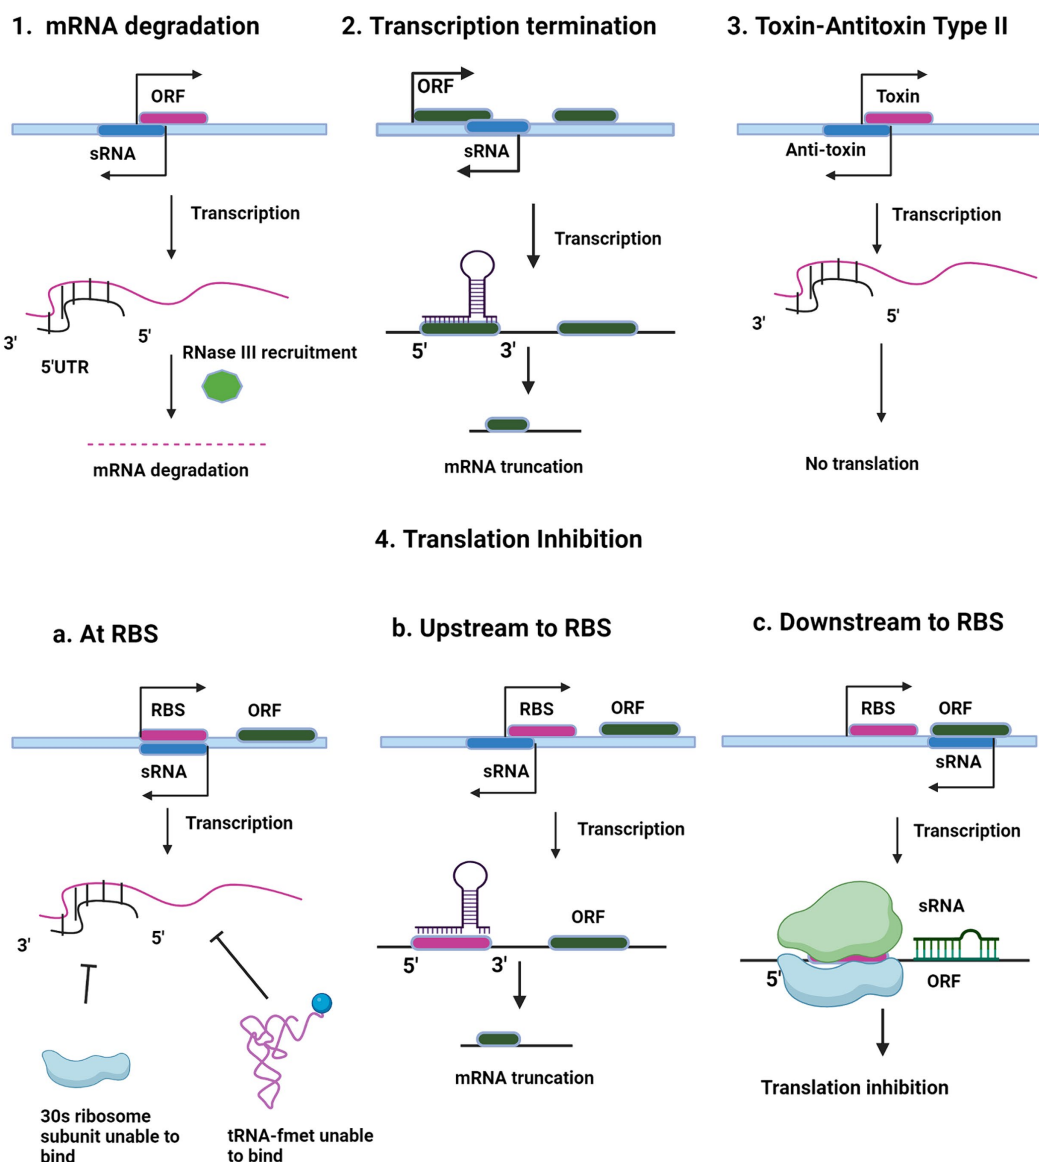 1. mRNA degradation
ORF
sRNA
Transcription
3'
5'
5'UTR
RNase III recruitment
mRNA degradation
2. Transcription termination
ORF
sRNA
Transcription
5'
3'
mRNA truncation
3. Toxin-Antitoxin Type II
Toxin
Anti-toxin
Transcription
3'
5'
No translation
4. Translation Inhibition
a. At RBS
RBS
ORF
sRNA
Transcription
3'
5'
30s ribosome
subunit unable to
bind
tRNA-fmet unable
to bind
b. Upstream to RBS
RBS
ORF
sRNA
Transcription
ORF
5'
3'
mRNA truncation
c. Downstream to RBS
RBS
ORF
sRNA
Transcription
sRNA
5'
ORF
Translation inhibition